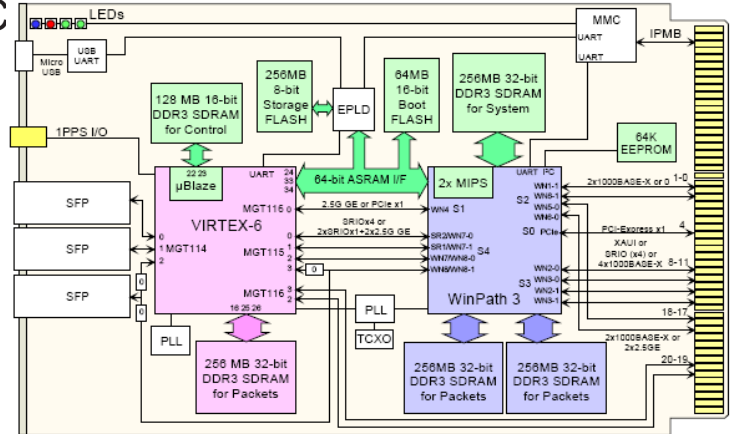 C
LEDs
MMC
UART
UART
IPMB
Micro
USB
USB
UART
256MB
8-bit
Storage
FLASH
EPLD
64MB
16-bit
Boot
FLASH
256MB 32-bit
DDR3 SDRAM
for System
128 MB 16-bit
DDR3 SDRAM
for Control
64K
EEPROM
1PPS I/O
22 23
µBlaze
UART
24
33
34
64-bit ASRAM I/F
2x MIPS
UART I²C
SFP
SFP
SFP
VIRTEX-6
MGT114
0
1
2
0
0
MGT116 0
2.5G GE or PCIe x1
WN4 S1
SRIOx4 or
2xSRIOx1+2x2.5G GE
MGT115
0
1
2
3
0
SR2/WN7-0
SR1/WN7-1
WN7/WN8-0
WN8/WN8-1
S4
MGT116
3
2
16 25 26
WinPath 3
S2
WN1-1
WN6-1
WN5-0
WN6-0
S0 PCIe
S3
WN2-0
WN3-0
WN2-1
WN3-1
2x1000BASE-X or 0
1-0
PCI-Express x1
4
XAUI or
SRIO (x4) or
4x1000BASE-X
8-11
18-17
2x1000BASE-X or
2x2.5GE
20-19
PLL
PLL
TCXO
256 MB 32-bit
DDR3 SDRAM
for Packets
256MB 32-bit
DDR3 SDRAM
for Packets
256MB 32-bit
DDR3 SDRAM
for Packets